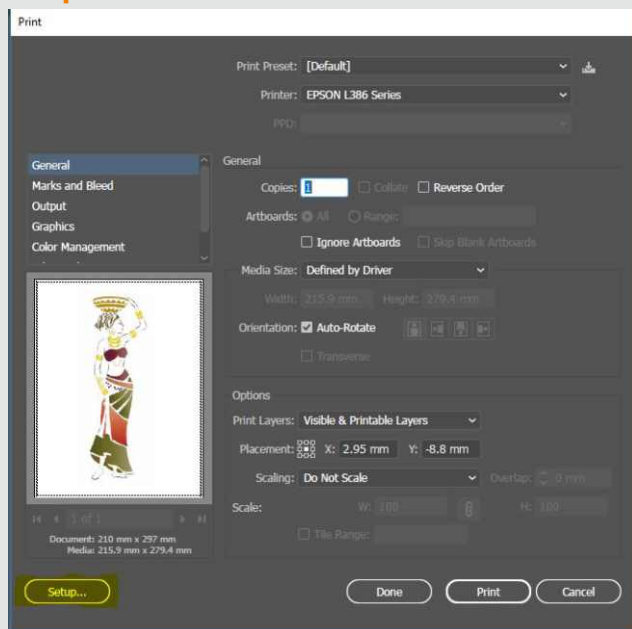 Print
Print Preset: [Default]
Printer: EPSON L386 Series
PPD:
General
Marks and Bleed
Output
Graphics
Color Management
General
Copies: 1 Collate Reverse Order
Artboards: All Range:
Ignore Artboards Skip Blank Artboards
Media Size: Defined by Driver
Width: 215.9 mm Height: 279.4 mm
Orientation: Auto-Rotate
Transverse
Options
Print Layers: Visible & Printable Layers
Placement: X: 2.95 mm Y: -8.8 mm
Scaling: Do Not Scale Overlap: 0 mm
Scale: W: 100 H: 100
Tile Range:
1 of 1
Document: 210 mm x 297 mm
Media: 215.9 mm x 279.4 mm
Setup... Done Print Cancel